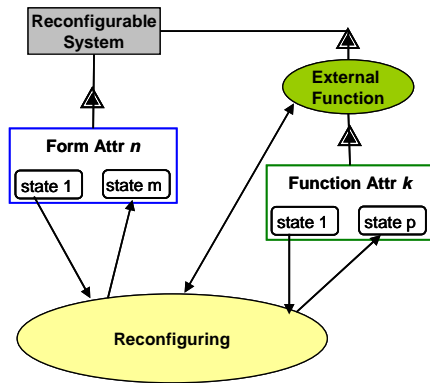 Reconfigurable
System
External
Function
Form Attr n
state 1
state m
Function Attr k
state 1
state p
Reconfiguring